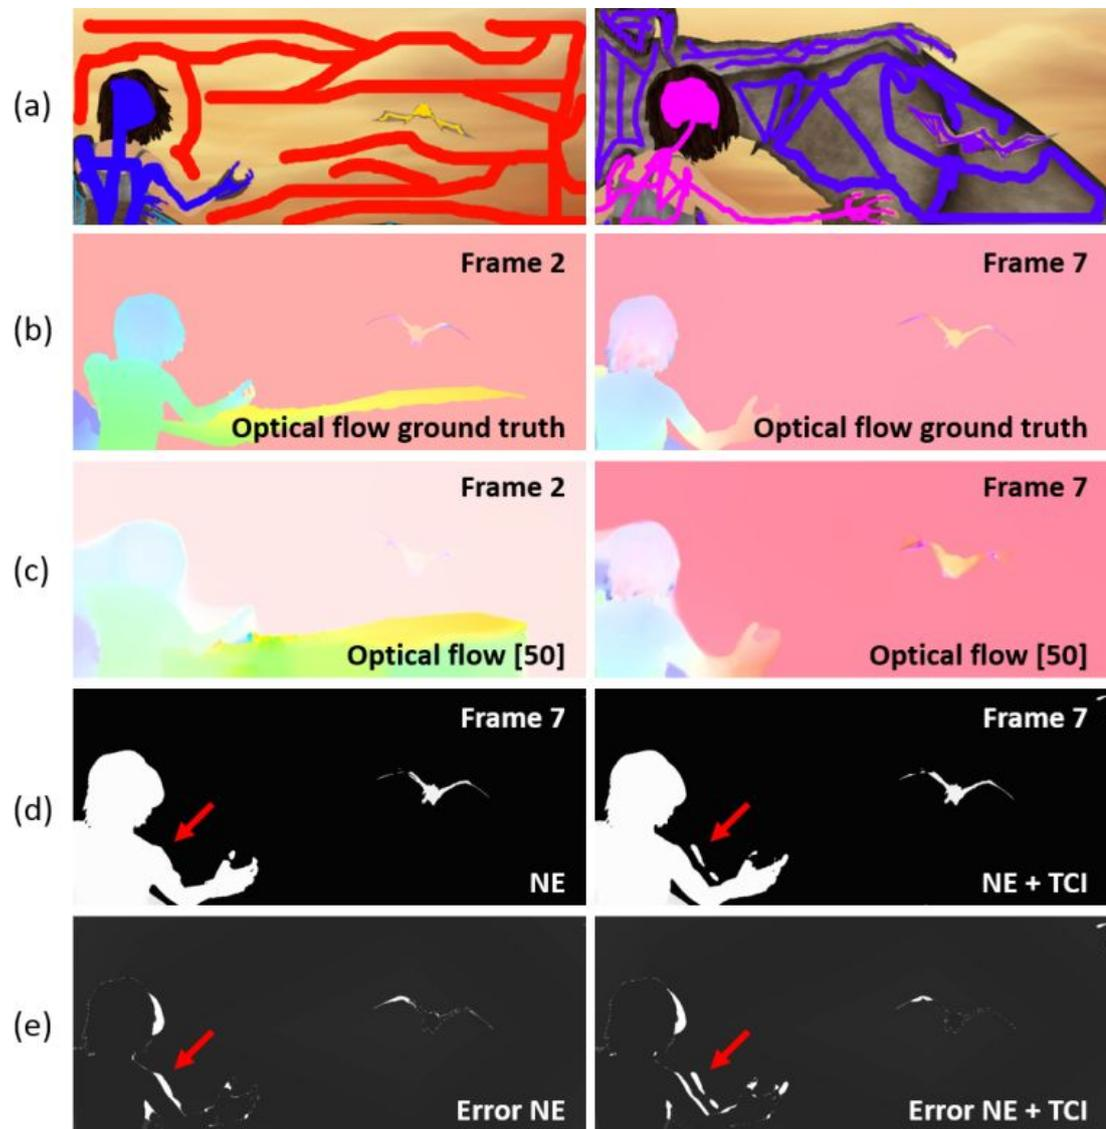 (a)
(b)
Frame 2
Frame 7
Optical flow ground truth
Optical flow ground truth
(c)
Frame 2
Frame 7
Optical flow [50]
Optical flow [50]
(d)
Frame 7
Frame 7
NE
NE + TCI
(e)
Error NE
Error NE + TCI